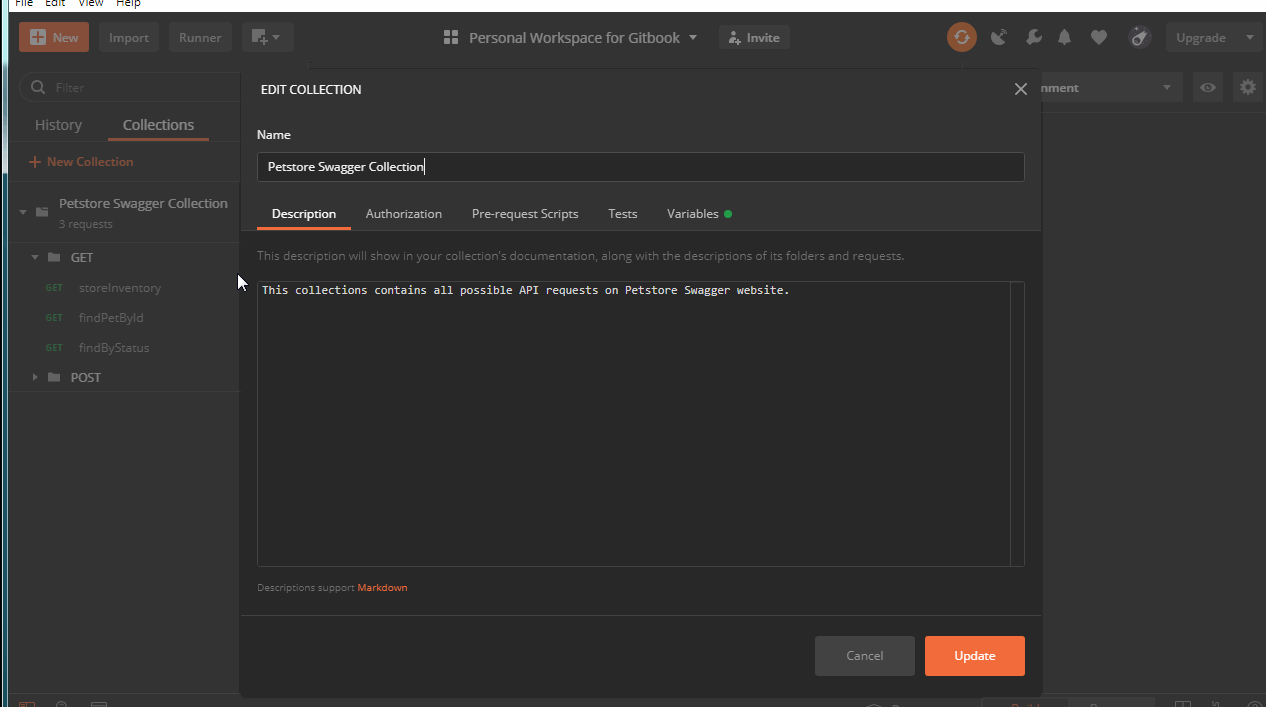 File Edit View Help
New Import Runner Personal Workspace for Gitbook Invite Upgrade
Filter
EDIT COLLECTION
nment
History Collections
Name
New Collection
Petstore Swagger Collection
Petstore Swagger Collection
3 requests
Description Authorization Pre-request Scripts Tests Variables
GET
This description will show in your collection's documentation, along with the descriptions of its folders and requests.
GET storeInventory
This collections contains all possible API requests on Petstore Swagger website.
GET findPetById
GET findByStatus
POST
Descriptions support Markdown
Cancel Update